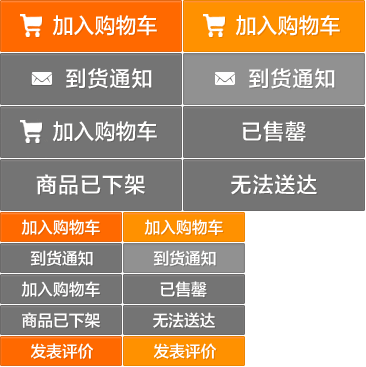 加入购物车 加入购物车
到货通知 到货通知
加入购物车 已售罄
商品已下架 无法送达
加入购物车 加入购物车
到货通知 到货通知
加入购物车 已售罄
商品已下架 无法送达
发表评价 发表评价